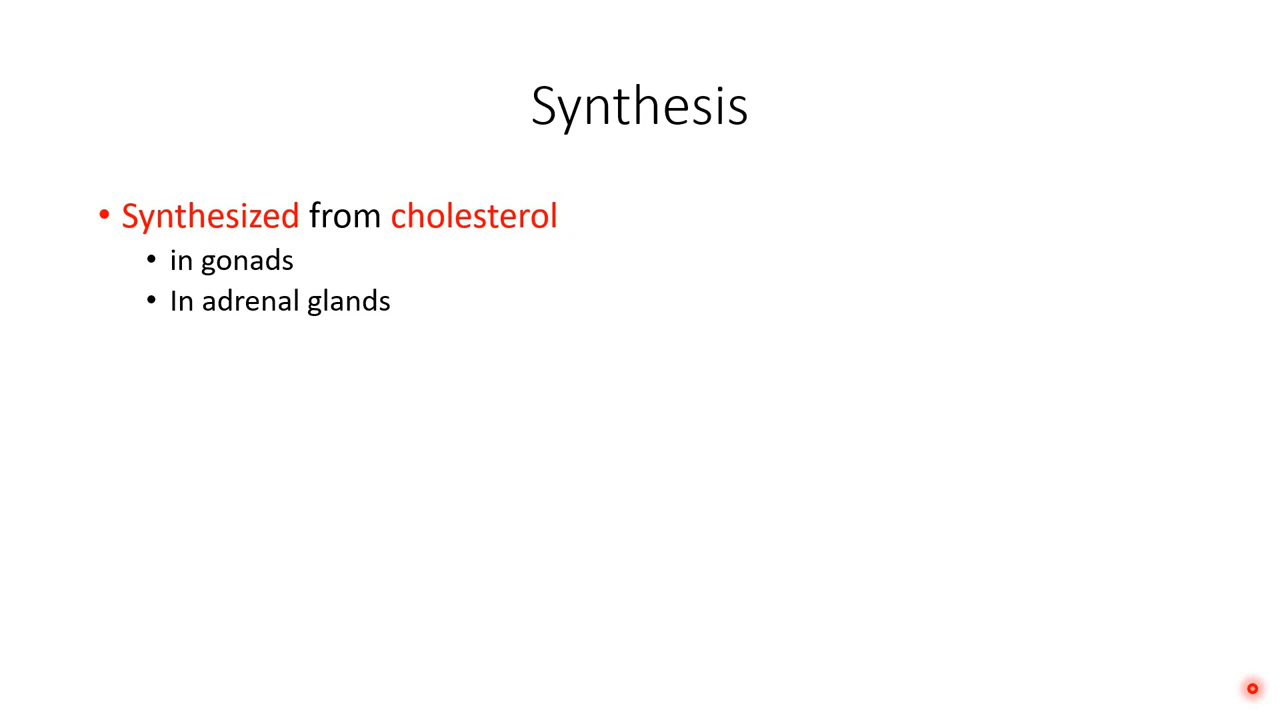 Synthesis
• Synthesized from cholesterol
• in gonads
• In adrenal glands